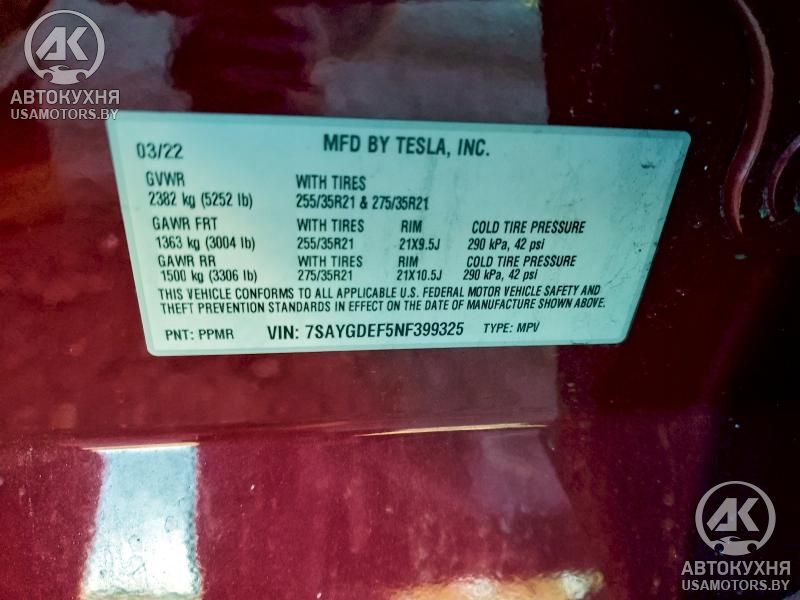 АК
АВТОКУХНЯ
USAMOTORS.BY
03/22 MFD BY TESLA, INC.
GVWR WITH TIRES
2382 kg (5252 lb) 255/35R21 & 275/35R21
GAWR FRT WITH TIRES RIM COLD TIRE PRESSURE
1363 kg (3004 lb) 255/35R21 21X9.5J 290 kPa, 42 psi
GAWR RR WITH TIRES RIM COLD TIRE PRESSURE
1500 kg (3306 lb) 275/35R21 21X10.5J 290 kPa, 42 psi
THIS VEHICLE CONFORMS TO ALL APPLICABLE U.S. FEDERAL MOTOR VEHICLE SAFETY AND
THEFT PREVENTION STANDARDS IN EFFECT ON THE DATE OF MANUFACTURE SHOWN ABOVE.
PNT: PPMR VIN: 7SAYGDEF5NF399325 TYPE: MPV
АК
АВТОКУХНЯ
USAMOTORS.BY